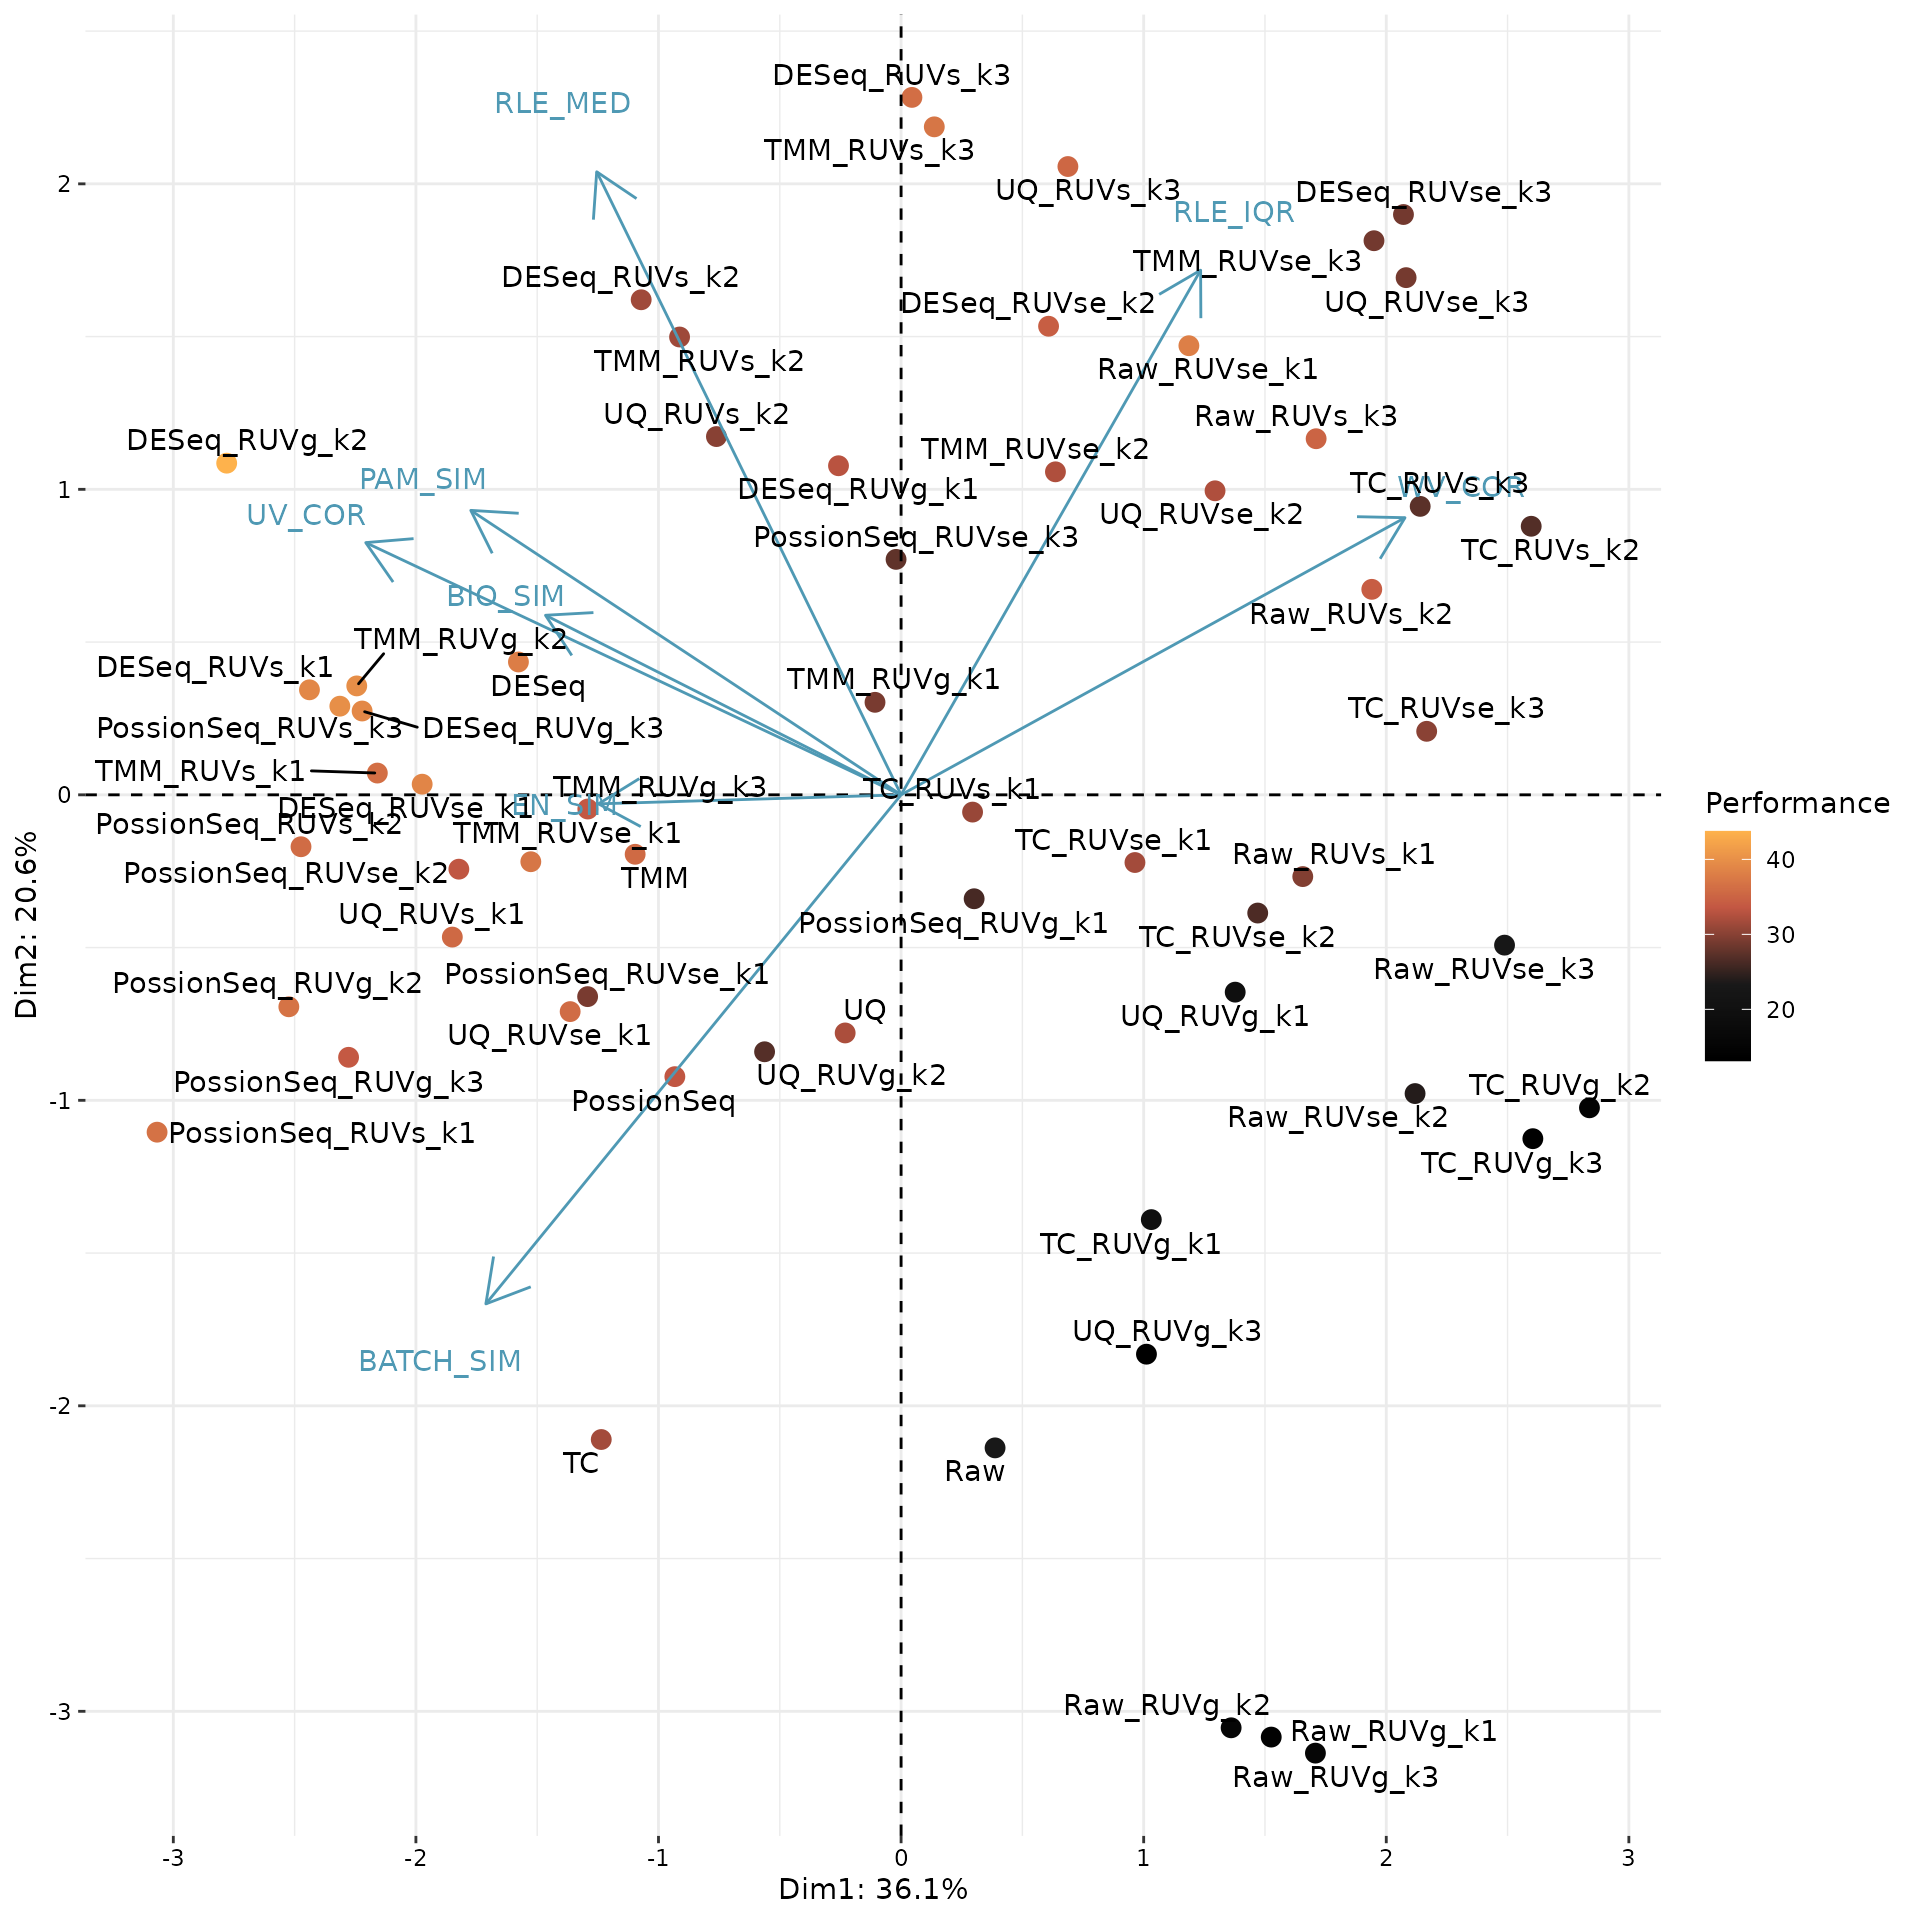 DESeq_RUVs_k3
RLE_MED
TMM_RUVs_k3
2
UQ_RUVs_k3
DESeq_RUVse_k3
RLE_IQR
TMM_RUVse_k3
DESeq_RUVs_k2
DESeq_RUVse_k2
UQ_RUVse_k3
TMM_RUVs_k2
Raw_RUVse_k1
UQ_RUVs_k2
Raw_RUVs_k3
DESeq_RUVg_k2
TMM_RUVse_k2
PAM_SIM
TC_RUVs_k3
WV_COR
1
DESeq_RUVg_k1
UV_COR
UQ_RUVse_k2
PossionSeq_RUVse_k3
TC_RUVs_k2
BIO_SIM
Raw_RUVs_k2
TMM_RUVg_k2
DESeq_RUVs_k1
DESeq
TMM_RUVg_k1
TC_RUVse_k3
PossionSeq_RUVs_k3
DESeq_RUVg_k3
TMM_RUVs_k1
TMM_RUVg_k3
TC_RUVs_k1
0
DESeq_RUVse_k1
EN_SIM
PossionSeq_RUVs_k2
TMM_RUVse_k1
TC_RUVse_k1
Raw_RUVs_k1
PossionSeq_RUVse_k2
TMM
UQ_RUVs_k1
PossionSeq_RUVg_k1
TC_RUVse_k2
Raw_RUVse_k3
PossionSeq_RUVg_k2
PossionSeq_RUVse_k1
UQ
UQ_RUVg_k1
UQ_RUVse_k1
PossionSeq_RUVg_k3
UQ_RUVg_k2
TC_RUVg_k2
-1
PossionSeq
Raw_RUVse_k2
PossionSeq_RUVs_k1
TC_RUVg_k3
TC_RUVg_k1
UQ_RUVg_k3
BATCH_SIM
-2
TC
Raw
Raw_RUVg_k2
-3
Raw_RUVg_k1
Raw_RUVg_k3
-3
-2
-1
0
1
2
3
Dim1: 36.1%
Dim2: 20.6%
Performance
40
30
20